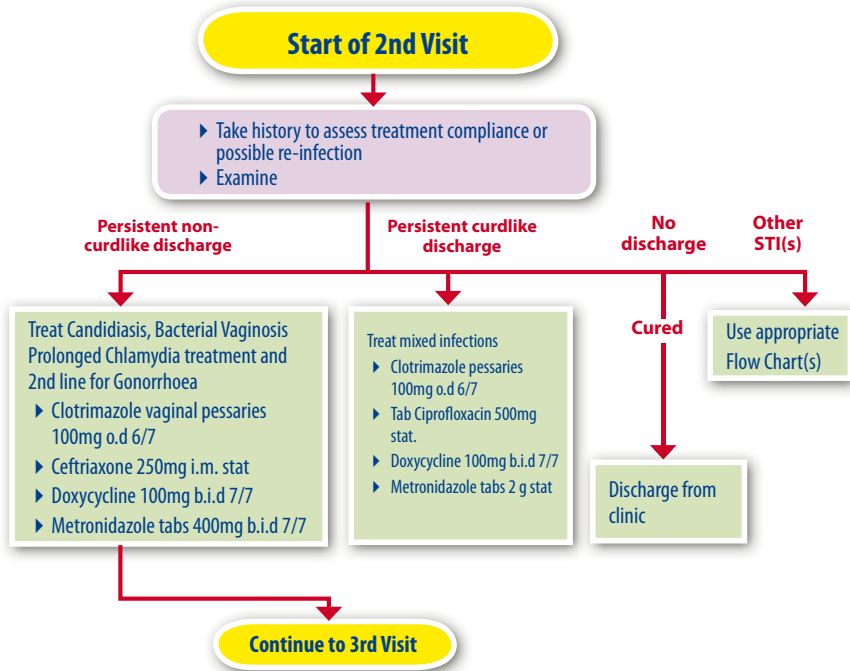 Start of 2nd Visit
Take history to assess treatment compliance or
possible re-infection
Examine
Persistent non-
curdlike discharge
Persistent curdlike
discharge
No
discharge
Other
STI(s)
Treat Candidiasis, Bacterial Vaginosis
Prolonged Chlamydia treatment and
2nd line for Gonorrhoea
Clotrimazole vaginal pessaries
100mg o.d 6/7
Ceftriaxone 250mg i.m. stat
Doxycycline 100mg b.i.d 7/7
Metronidazole tabs 400mg b.i.d 7/7
Treat mixed infections
Clotrimazole pessaries
100mg o.d 6/7
Tab Ciprofloxacin 500mg
stat.
Doxycycline 100mg b.i.d 7/7
Metronidazole tabs 2 g stat
Cured
Use appropriate
Flow Chart(s)
Discharge from
clinic
Continue to 3rd Visit